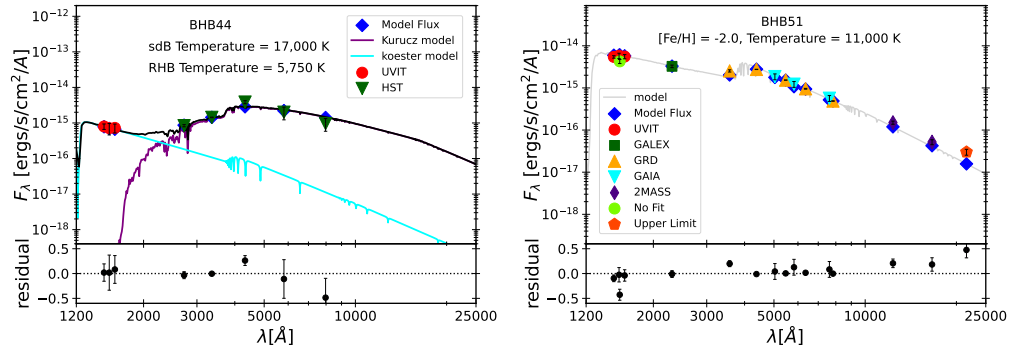 BHB44
sdB Temperature = 17,000 K
RHB Temperature = 5,750 K
Model Flux
Kurucz model
koester model
UVIT
HST
F_λ [ergs/s/cm²/A]
10⁻¹²
10⁻¹³
10⁻¹⁴
10⁻¹⁵
10⁻¹⁶
10⁻¹⁷
10⁻¹⁸
residual
0.5
0.0
−0.5
1200 2000 3000 5000 10000 25000
λ[Å]
BHB51
[Fe/H] = -2.0, Temperature = 11,000 K
model
Model Flux
UVIT
GALEX
GRD
GAIA
2MASS
No Fit
Upper Limit
F_λ [ergs/s/cm²/A]
10⁻¹⁴
10⁻¹⁵
10⁻¹⁶
10⁻¹⁷
10⁻¹⁸
residual
0.5
0.0
−0.5
1200 2000 3000 5000 10000 25000
λ[Å]